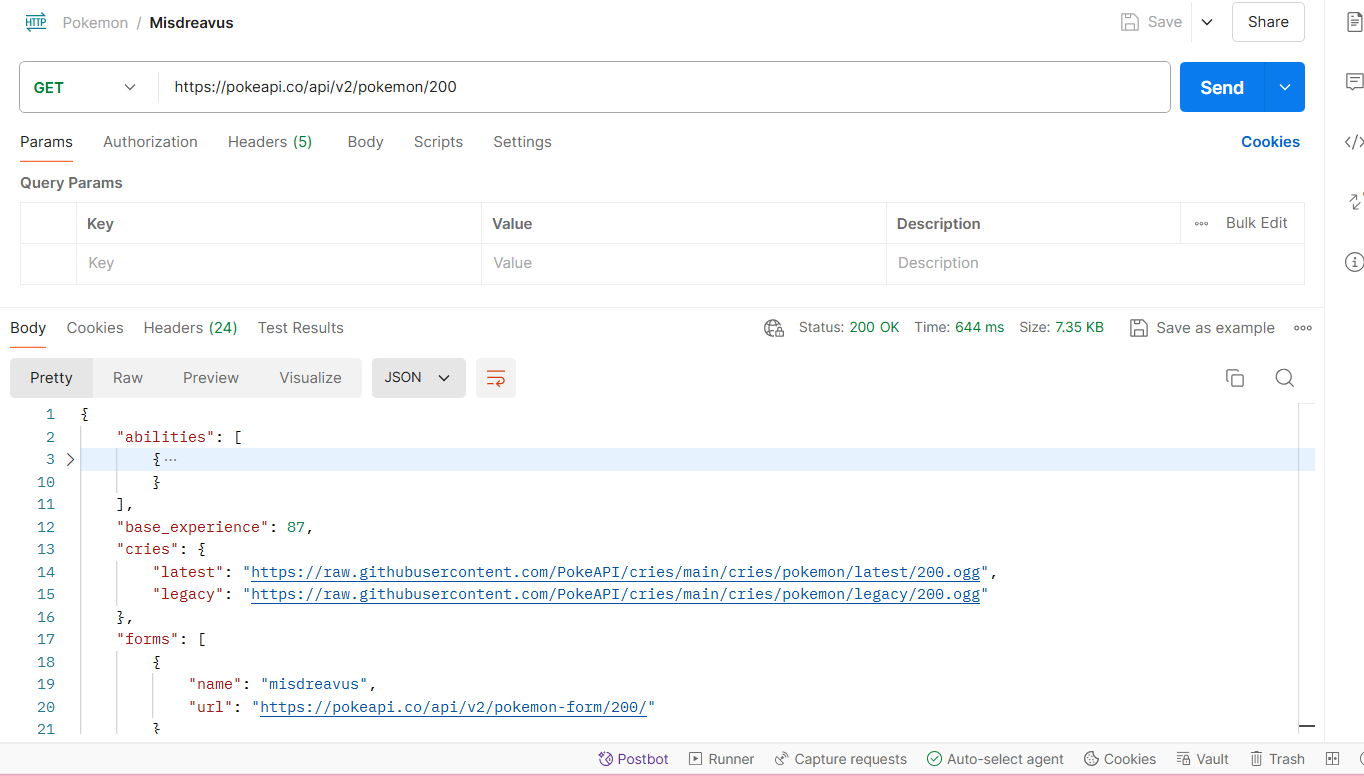 HTTP Pokemon / Misdreavus Save Share
GET https://pokeapi.co/api/v2/pokemon/200 Send
Params Authorization Headers (5) Body Scripts Settings Cookies
Query Params
Key Value Description Bulk Edit
Key Value Description
Body Cookies Headers (24) Test Results Status: 200 OK Time: 644 ms Size: 7.35 KB Save as example
Pretty Raw Preview Visualize JSON
1 {
2 "abilities": [
3 { ...
10 }
11 ],
12 "base_experience": 87,
13 "cries": {
14 "latest": "https://raw.githubusercontent.com/PokeAPI/cries/main/cries/pokemon/latest/200.ogg",
15 "legacy": "https://raw.githubusercontent.com/PokeAPI/cries/main/cries/pokemon/legacy/200.ogg"
16 },
17 "forms": [
18 {
19 "name": "misdreavus",
20 "url": "https://pokeapi.co/api/v2/pokemon-form/200/"
21 }
Postbot Runner Capture requests Auto-select agent Cookies Vault Trash